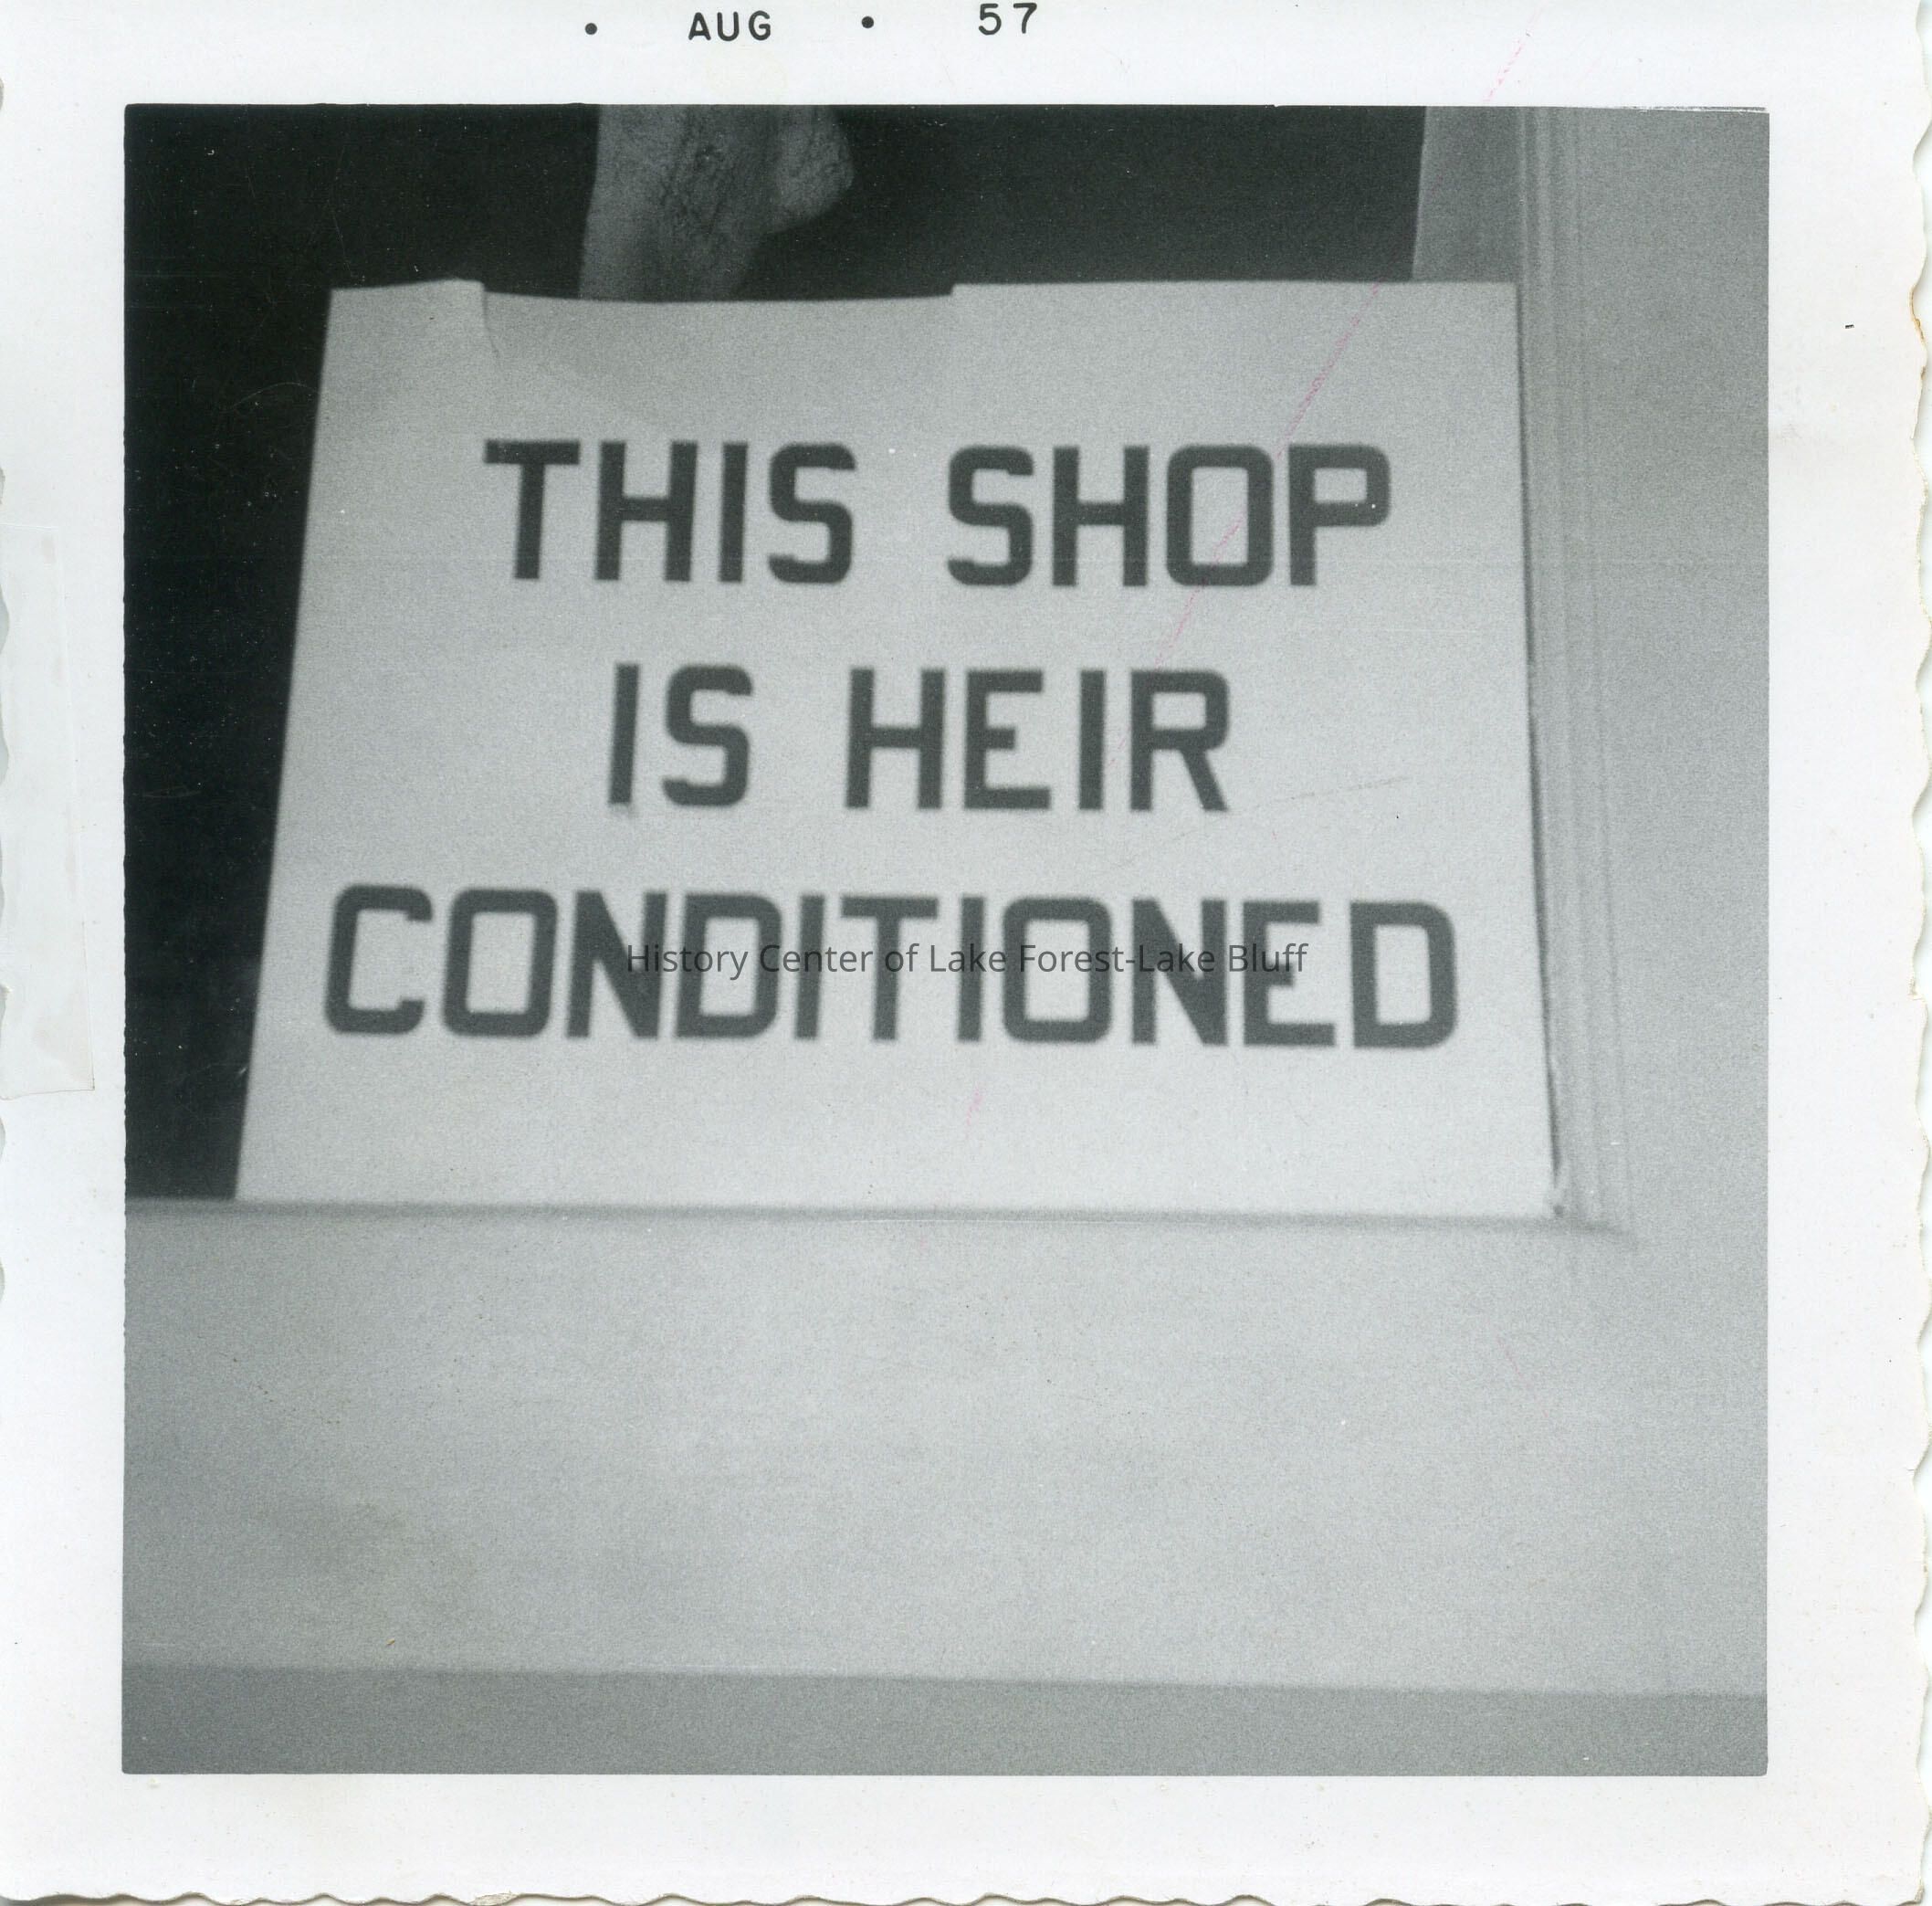 • AUG • 57
THIS SHOP
IS HEIR
CONDITIONED
History Center of Lake Forest-Lake Bluff